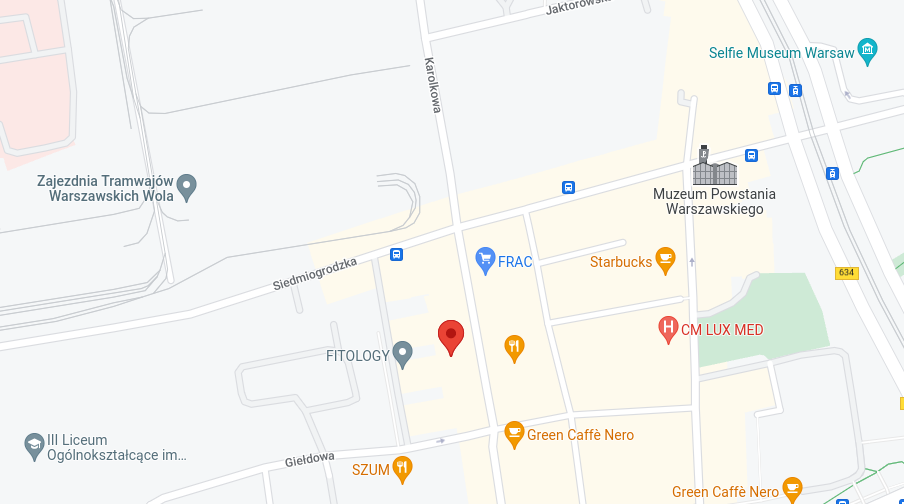 Jaktorowska
Selfie Museum Warsaw
Karolkowa
Zajezdnia Tramwajów
Warszawskich Wola
Muzeum Powstania
Warszawskiego
FRAC
Starbucks
Siedmiogrodzka
634
CM LUX MED
FITOLOGY
Green Caffè Nero
III Liceum
Ogólnokształcące im...
Giełdowa
SZUM
Green Caffè Nero